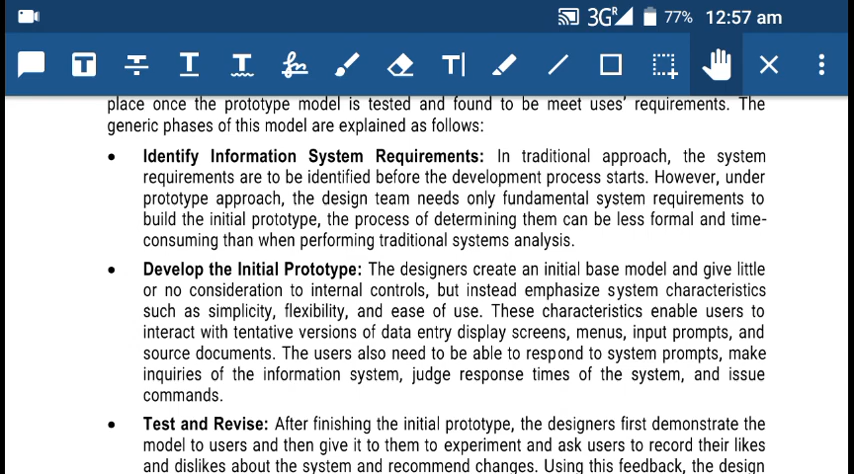 3G R 77% 12:57 am
T T T T T|
place once the prototype model is tested and found to be meet uses' requirements. The
generic phases of this model are explained as follows:
• Identify Information System Requirements: In traditional approach, the system
requirements are to be identified before the development process starts. However, under
prototype approach, the design team needs only fundamental system requirements to
build the initial prototype, the process of determining them can be less formal and time-
consuming than when performing traditional systems analysis.
• Develop the Initial Prototype: The designers create an initial base model and give little
or no consideration to internal controls, but instead emphasize system characteristics
such as simplicity, flexibility, and ease of use. These characteristics enable users to
interact with tentative versions of data entry display screens, menus, input prompts, and
source documents. The users also need to be able to respond to system prompts, make
inquiries of the information system, judge response times of the system, and issue
commands.
• Test and Revise: After finishing the initial prototype, the designers first demonstrate the
model to users and then give it to them to experiment and ask users to record their likes
and dislikes about the system and recommend changes. Using this feedback, the design